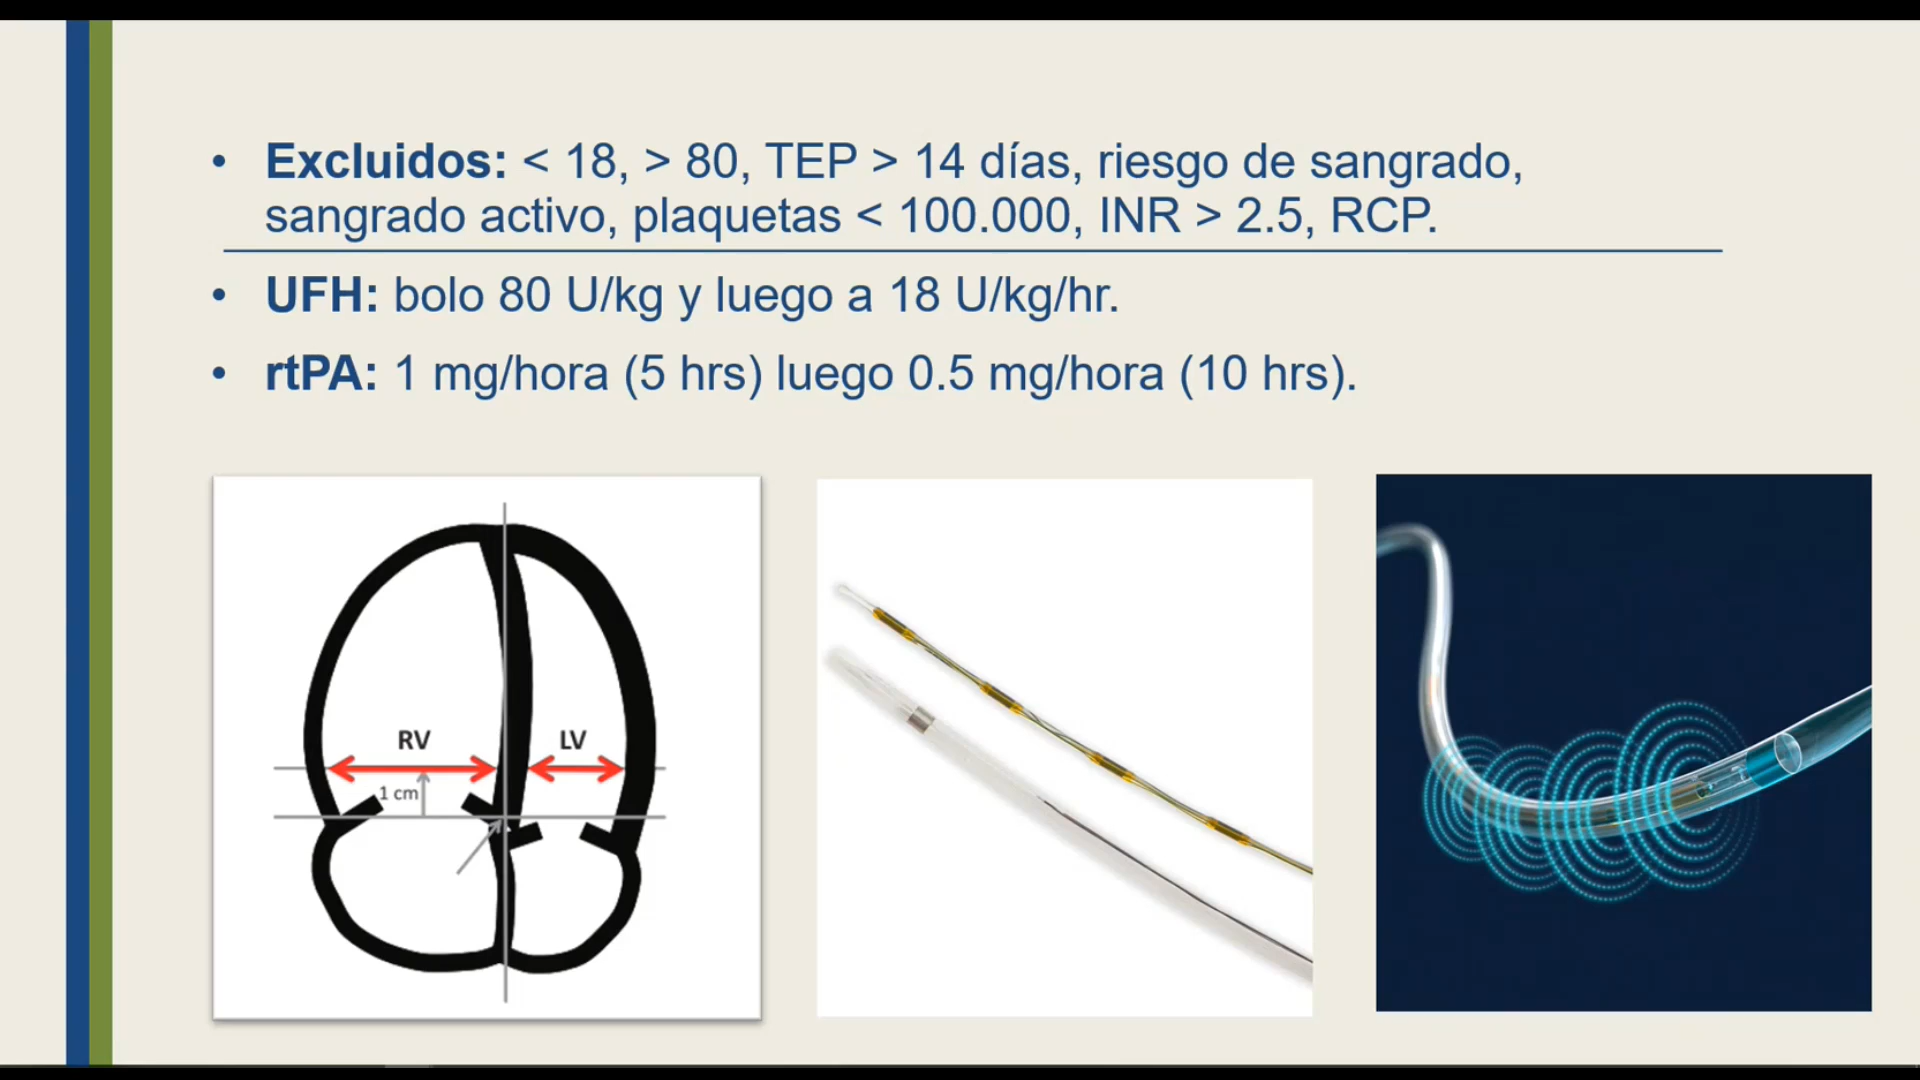 • Excluidos: < 18, > 80, TEP > 14 días, riesgo de sangrado,
sangrado activo, plaquetas < 100.000, INR > 2.5, RCP.
• UFH: bolo 80 U/kg y luego a 18 U/kg/hr.
• rtPA: 1 mg/hora (5 hrs) luego 0.5 mg/hora (10 hrs).
RV LV
1 cm